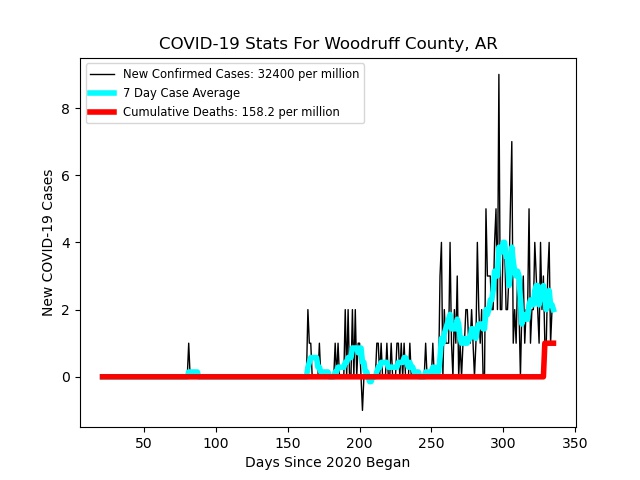 COVID-19 Stats For Woodruff County, AR
New Confirmed Cases: 32400 per million
7 Day Case Average
Cumulative Deaths: 158.2 per million
New COVID-19 Cases
8
6
4
2
0
50 100 150 200 250 300 350
Days Since 2020 Began